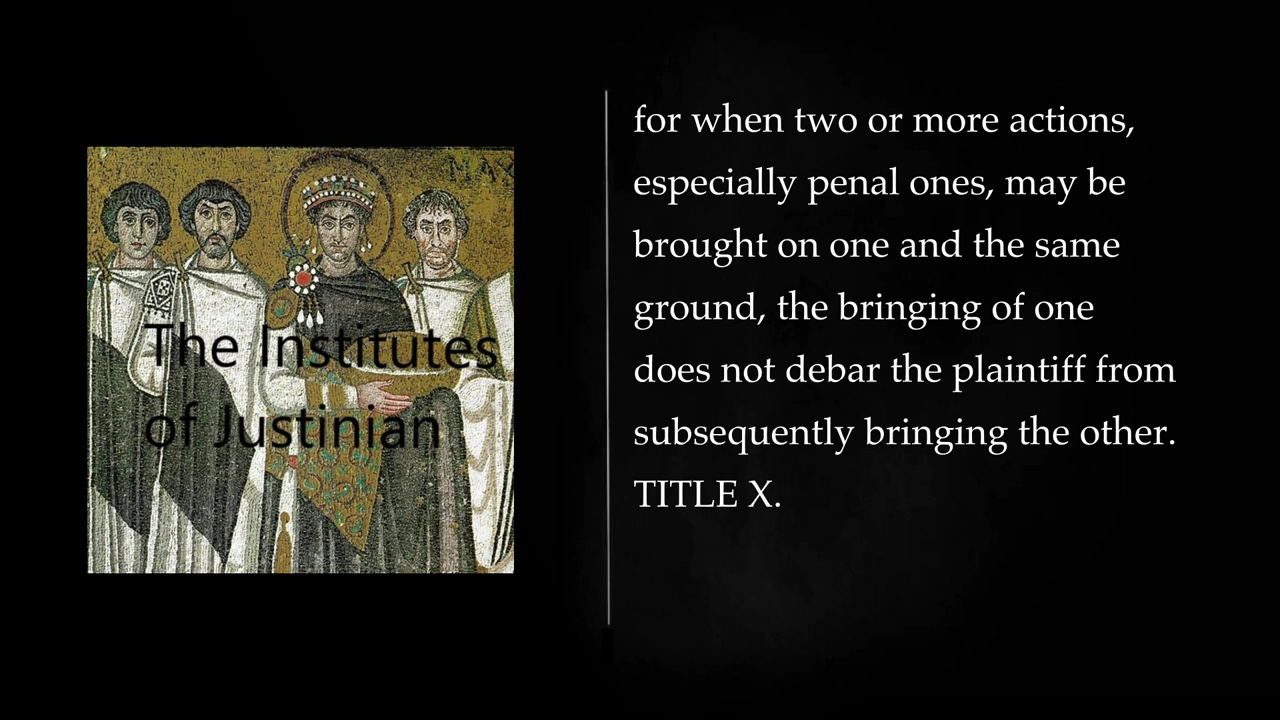 The Institutes
of Justinian
for when two or more actions,
especially penal ones, may be
brought on one and the same
ground, the bringing of one
does not debar the plaintiff from
subsequently bringing the other.
TITLE X.